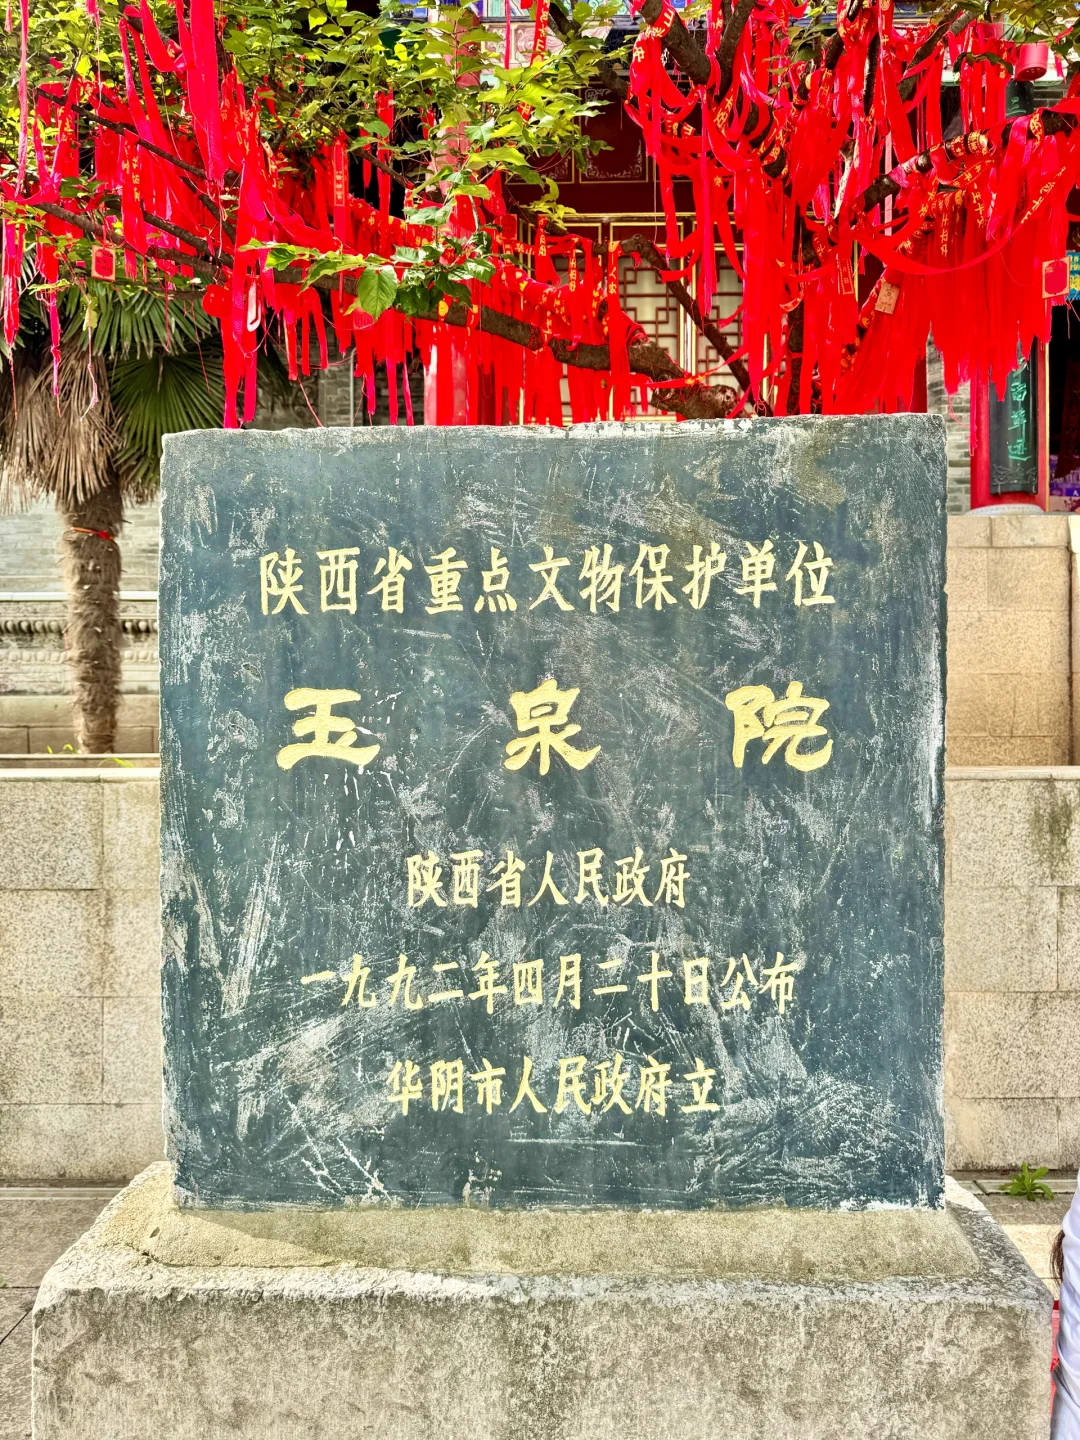 陕西省重点文物保护单位
玉泉院
陕西省人民政府
一九九二年四月二十日公布
华阴市人民政府立